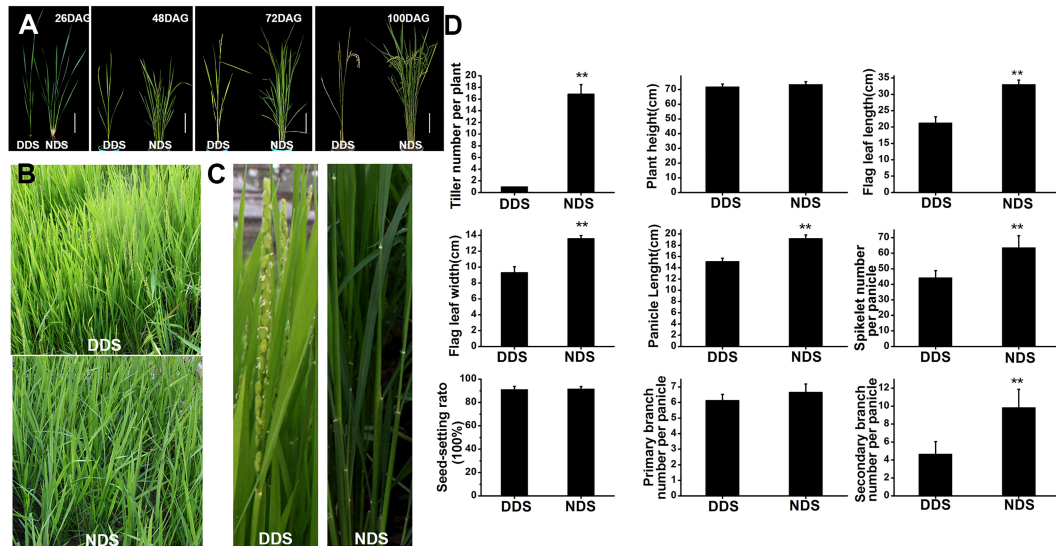 A
26DAG
48DAG
72DAG
100DAG
DDS NDS
DDS NDS
DDS NDS
DDS NDS
B
DDS
NDS
C
DDS
NDS
D
Tiller number per plant
20
18
16
14
12
10
8
6
4
2
0
**
DDS NDS
Plant height(cm)
70
60
50
40
30
20
10
0
DDS NDS
Flag leaf length(cm)
35
30
25
20
15
10
5
0
**
DDS NDS
Flag leaf width(cm)
14
12
10
8
6
4
2
0
**
DDS NDS
Panicle Lenght(cm)
20
18
16
14
12
10
8
6
4
2
0
**
DDS NDS
Spikelet number
per panicle
70
60
50
40
30
20
10
0
**
DDS NDS
Seed-setting rato
(100%)
100
80
60
40
20
0
DDS NDS
Primary branch
number per panicle
7
6
5
4
3
2
1
0
DDS NDS
Secondary branch
number per panicle
12
10
8
6
4
2
0
**
DDS NDS